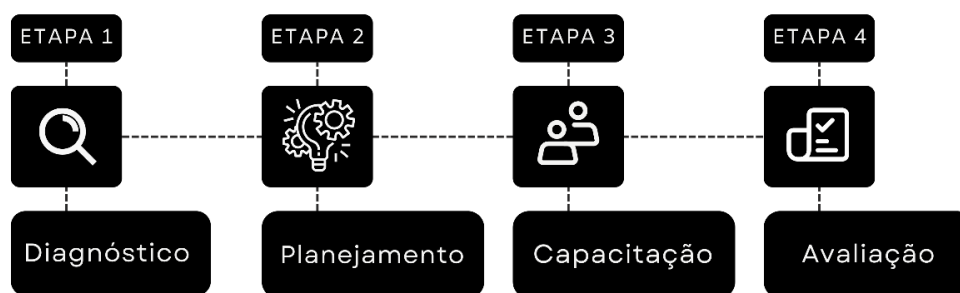 ETAPA 1
ETAPA 2
ETAPA 3
ETAPA 4
Diagnóstico
Planejamento
Capacitação
Avaliação